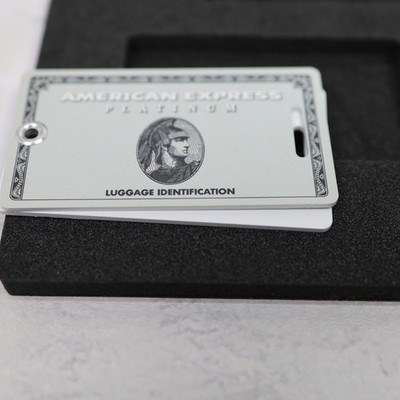 AMERICAN EXPRESS
PLATINUM
LUGGAGE IDENTIFICATION